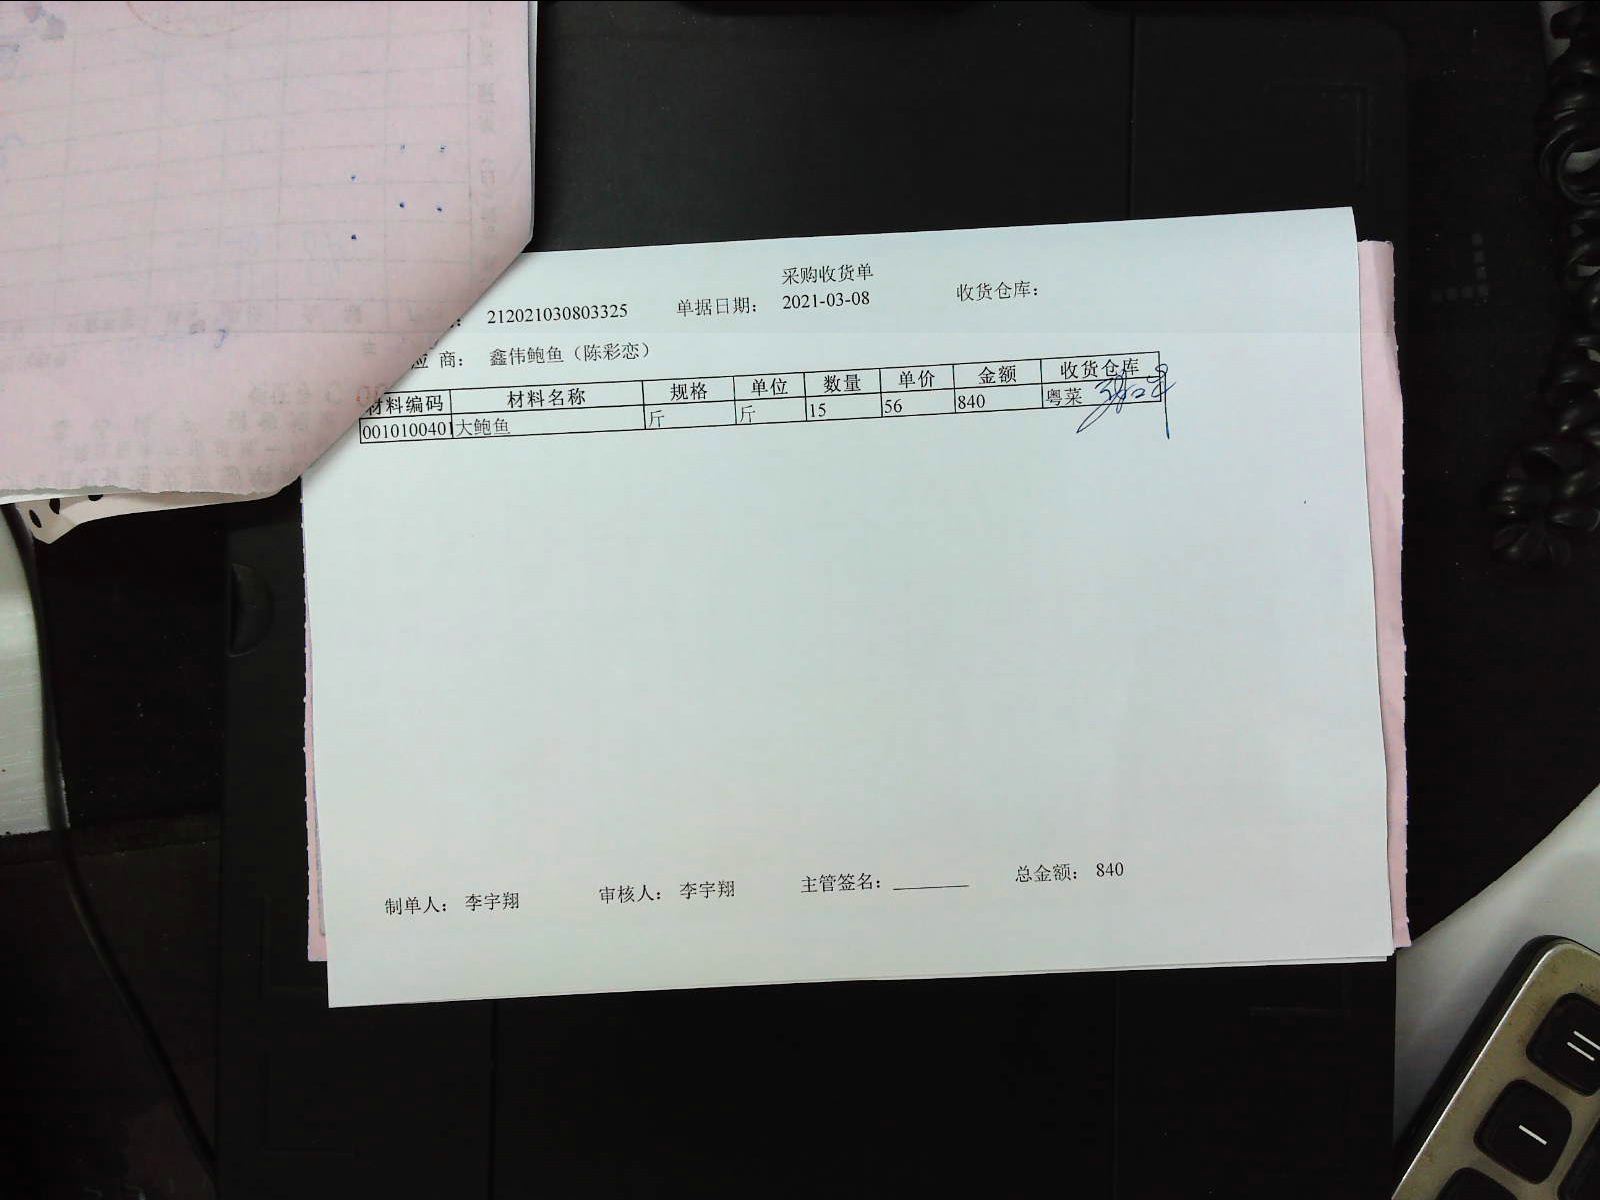 采购收货单
212021030803325 单据日期： 2021-03-08 收货仓库：
应 商： 鑫伟鲍鱼（陈彩恋）
材料编码 材料名称 规格 单位 数量 单价 金额 收货仓库
0010100401 大鲍鱼 斤 斤 15 56 840 粤菜
制单人： 李宇翔 审核人： 李宇翔 主管签名： 总金额： 840